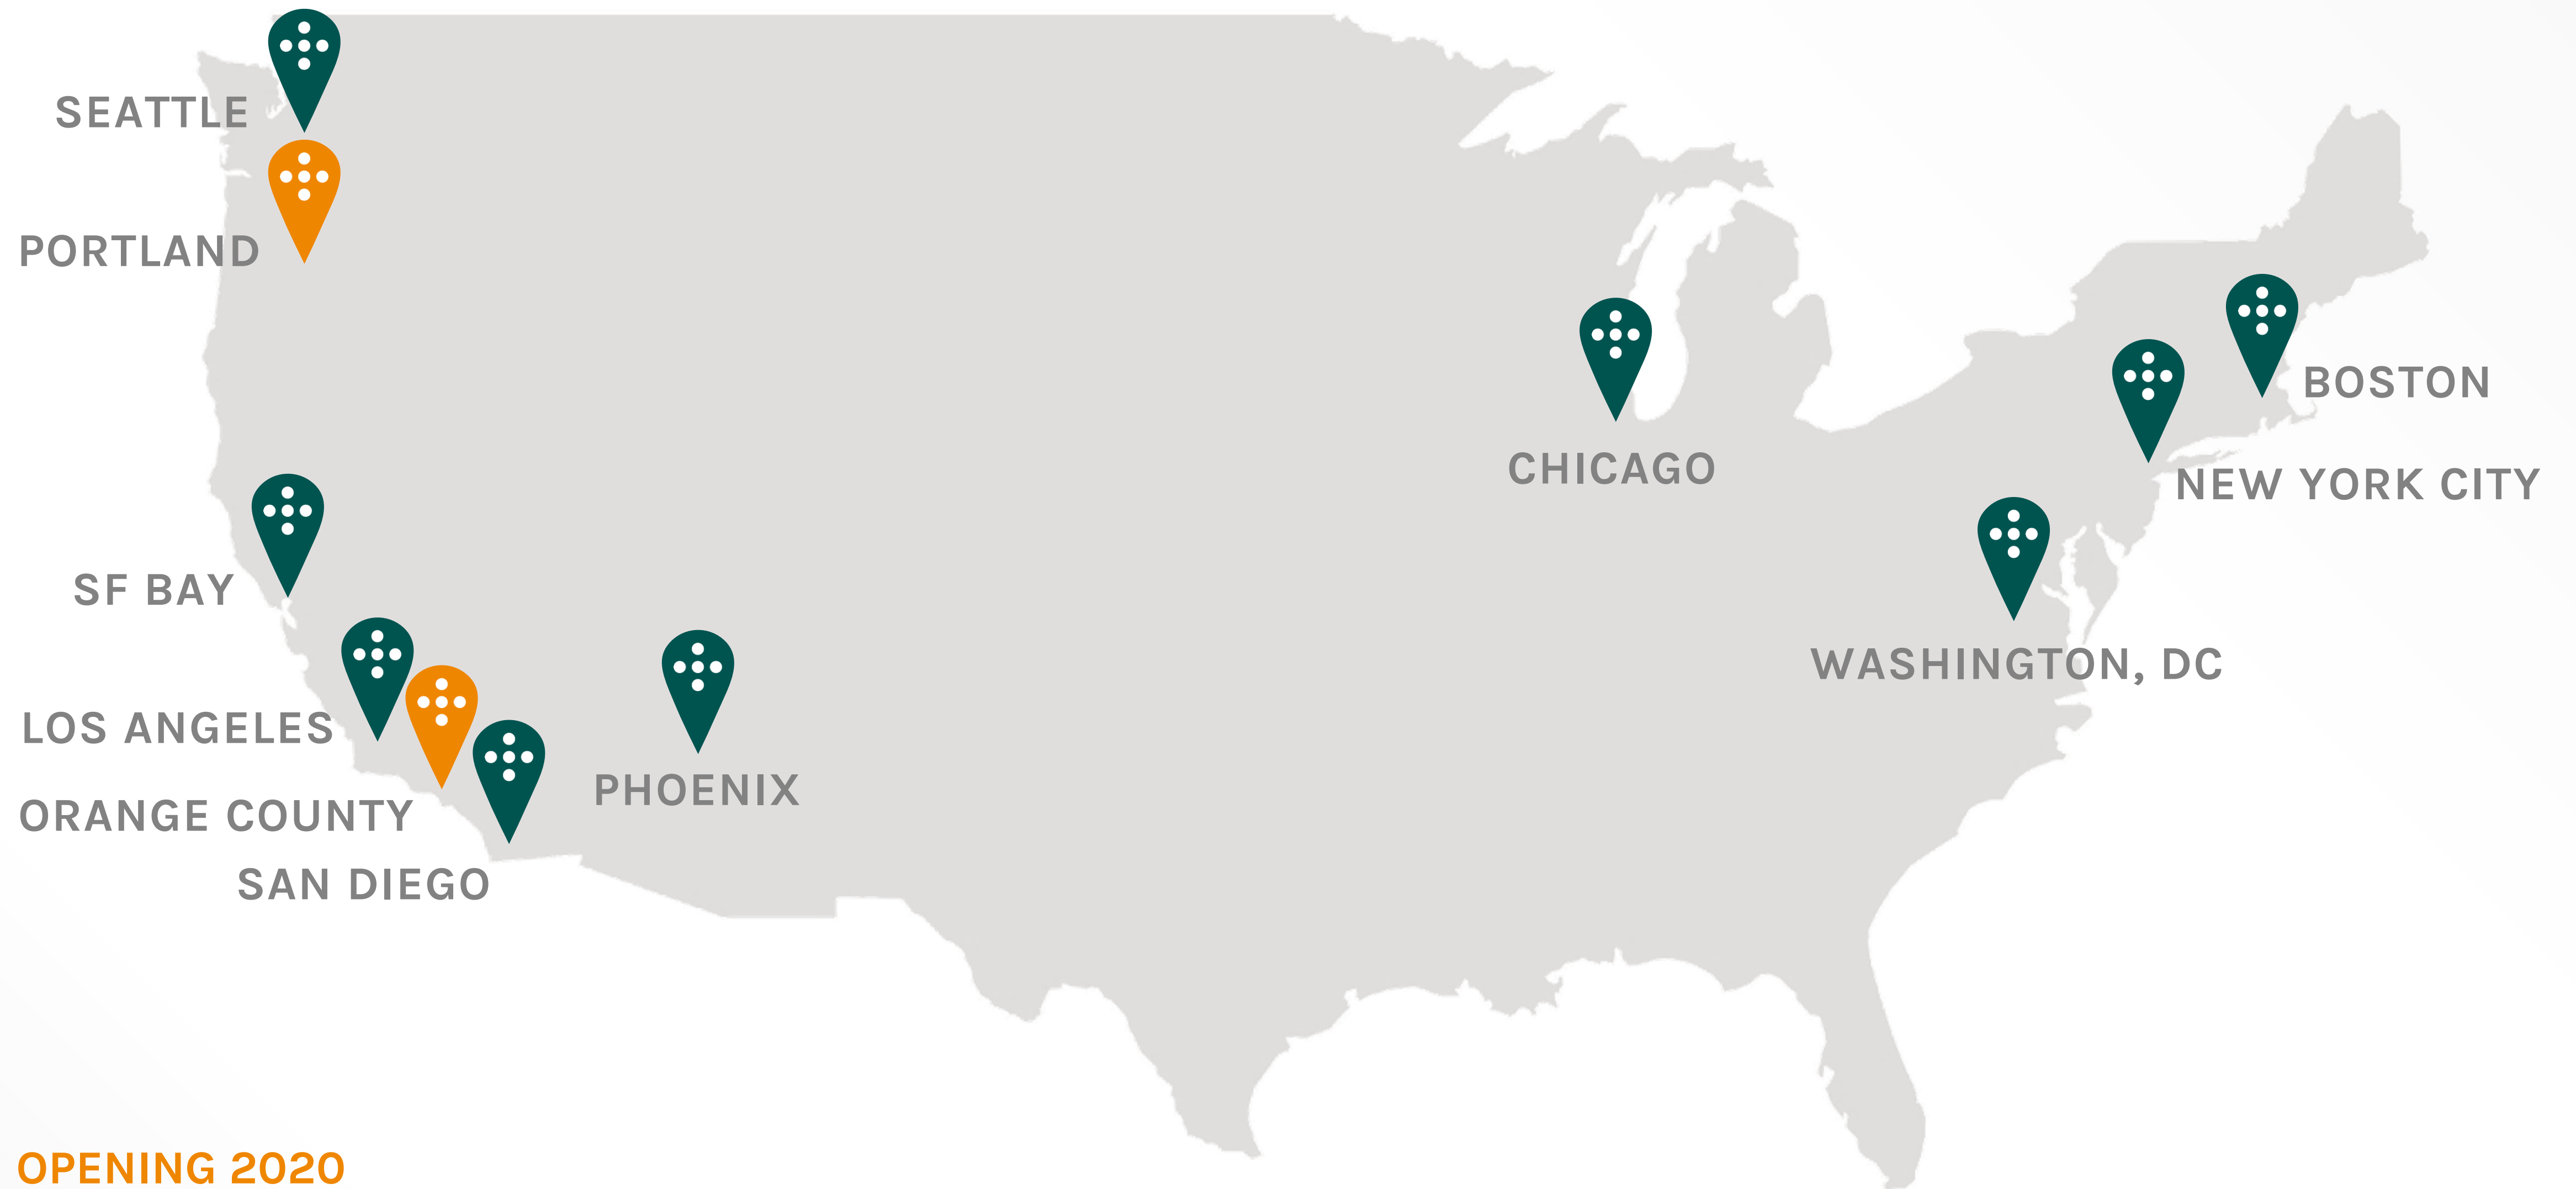 SEATTLE
PORTLAND
SF BAY
LOS ANGELES
ORANGE COUNTY
SAN DIEGO
PHOENIX
CHICAGO
BOSTON
NEW YORK CITY
WASHINGTON, DC
OPENING 2020